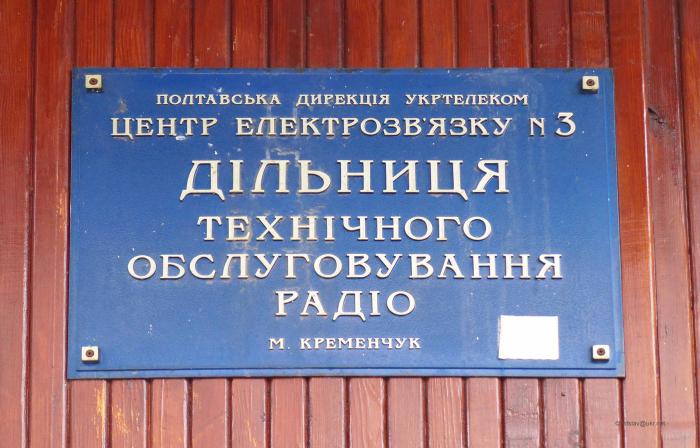 ПОЛТАВСЬКА ДИРЕКЦІЯ УКРТЕЛЕКОМ
ЦЕНТР ЕЛЕКТРОЗВ'ЯЗКУ N 3
ДІЛЬНИЦЯ
ТЕХНІЧНОГО
ОБСЛУГОВУВАННЯ
РАДІО
М. КРЕМЕНЧУК